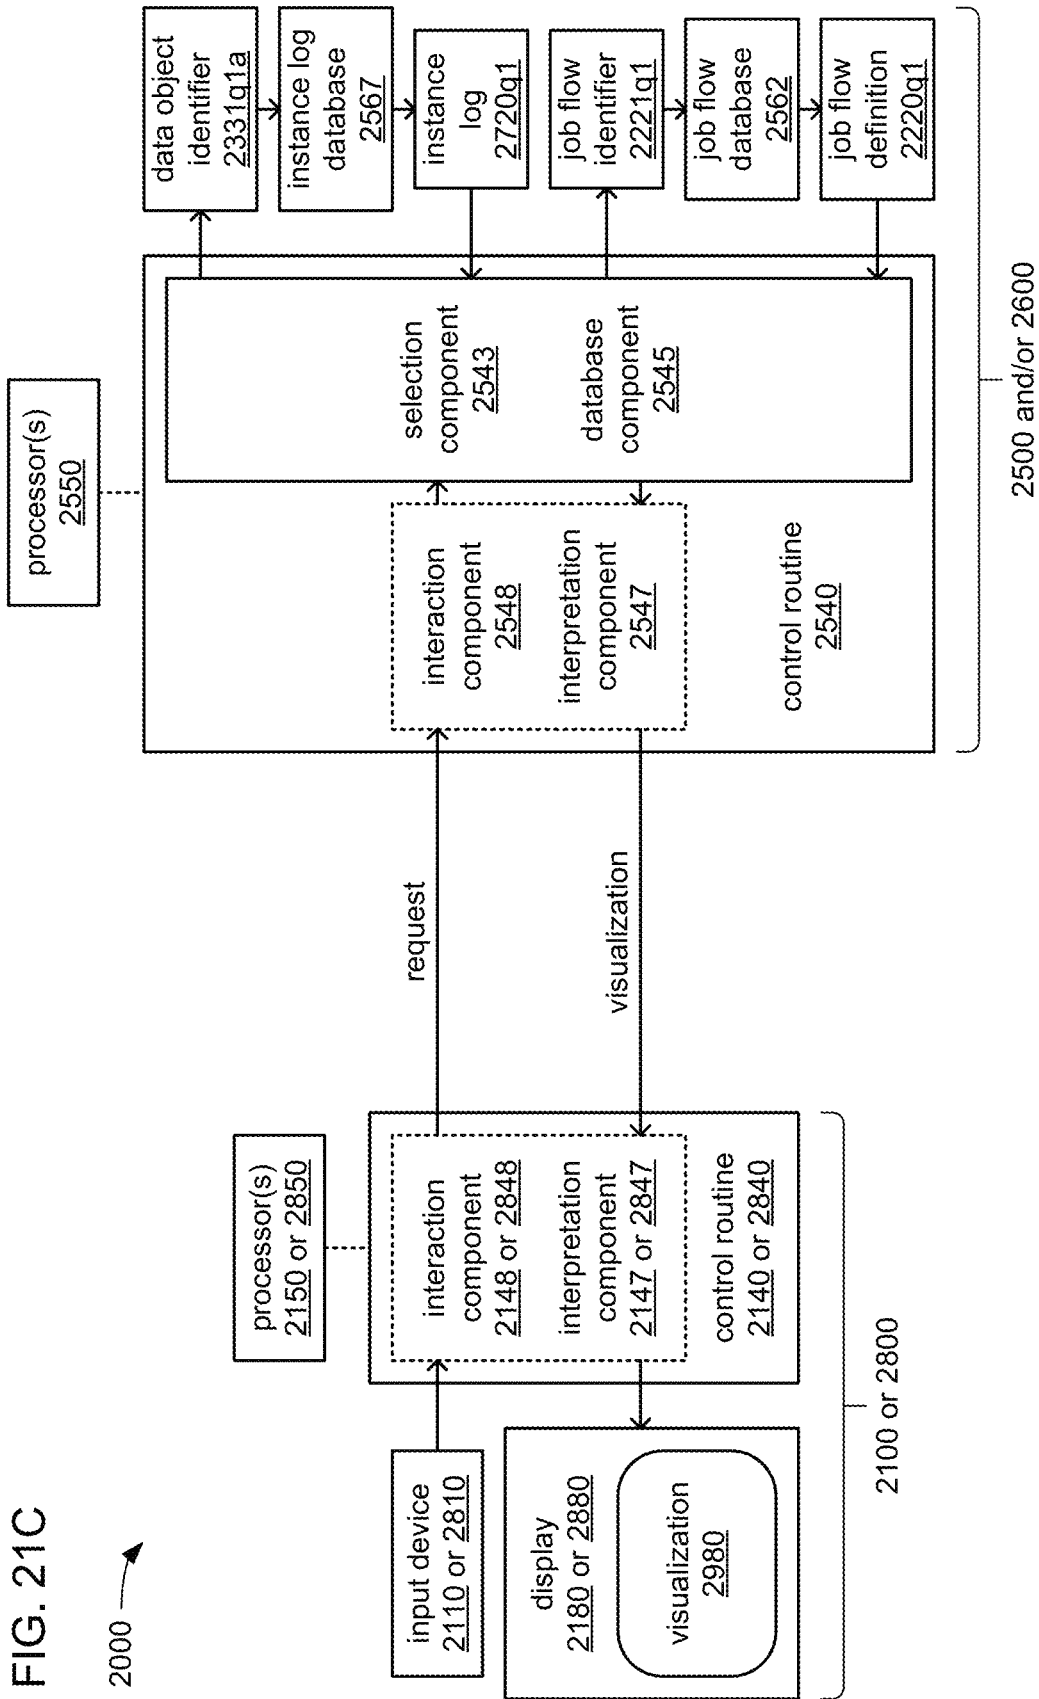 FIG. 21C
2000
input device
2110 or 2810
display
2180 or 2880
visualization
2980
processor(s)
2150 or 2850
interaction
component
2148 or 2848
interpretation
component
2147 or 2847
control routine
2140 or 2840
2100 or 2800
request
visualization
processor(s)
2550
interaction
component
2548
interpretation
component
2547
control routine
2540
selection
component
2543
database
component
2545
data object
identifier
2331q1a
instance log
database
2567
instance
log
2720q1
job flow
identifier
2221q1
job flow
database
2562
job flow
definition
2220q1
2500 and/or 2600